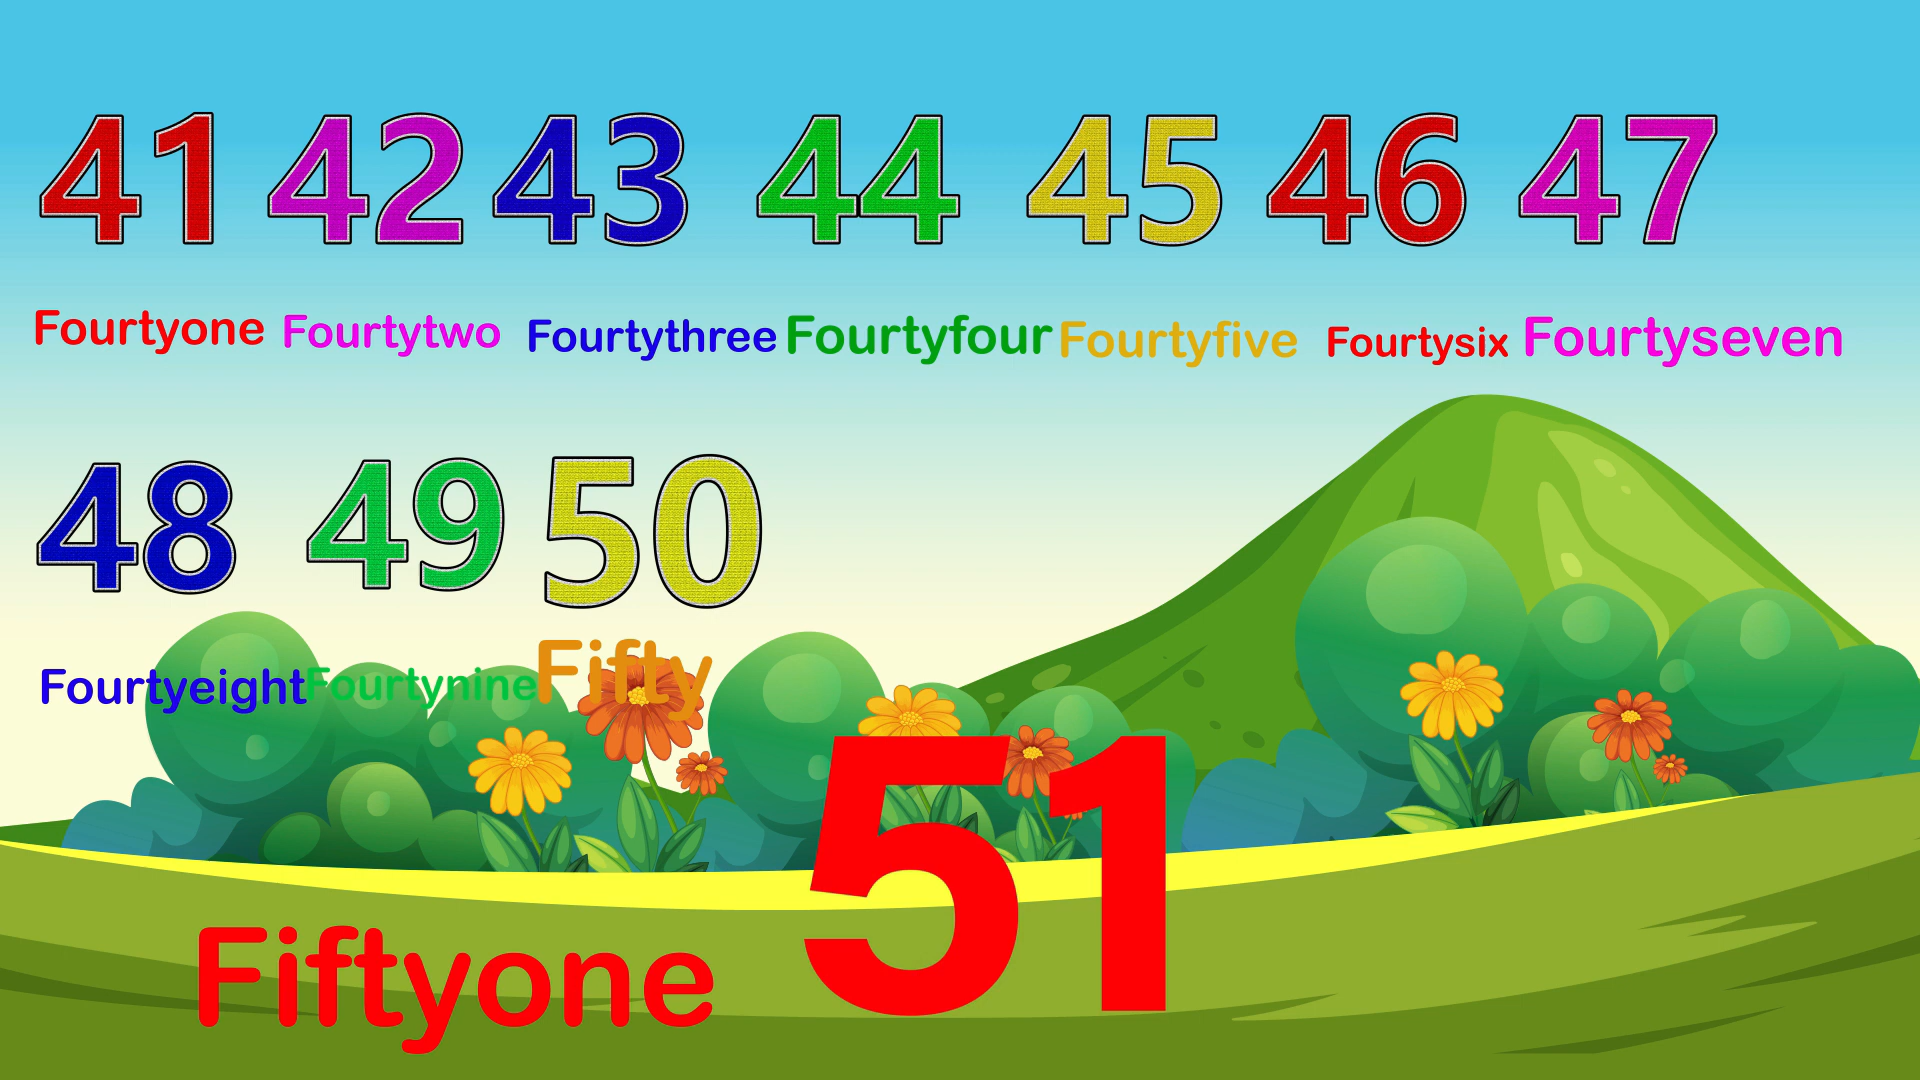 41 42 43 44 45 46 47
Fourtyone Fourtytwo Fourtythree Fourtyfour Fourtyfive Fourtysix Fourtyseven
48 49 50
Fourtyeight Fourtynine Fifty
51
Fiftyone